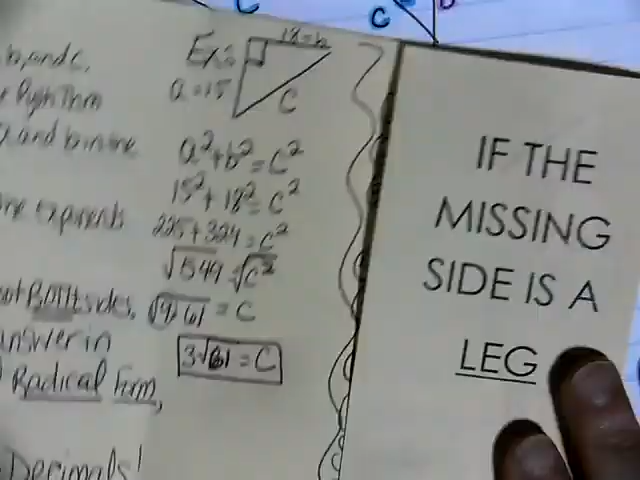 C
C
b
b, and c,
Pyth Thrm
and b in the
exponents
BOTH sides,
answer in
Radical Form,
Decimals!
Ex:
18=b
a=15
C
a²+b²=c²
15²+18²=c²
225+324=c²
√549=√c²
√9√61=c
3√61=c
IF THE
MISSING
SIDE IS A
LEG